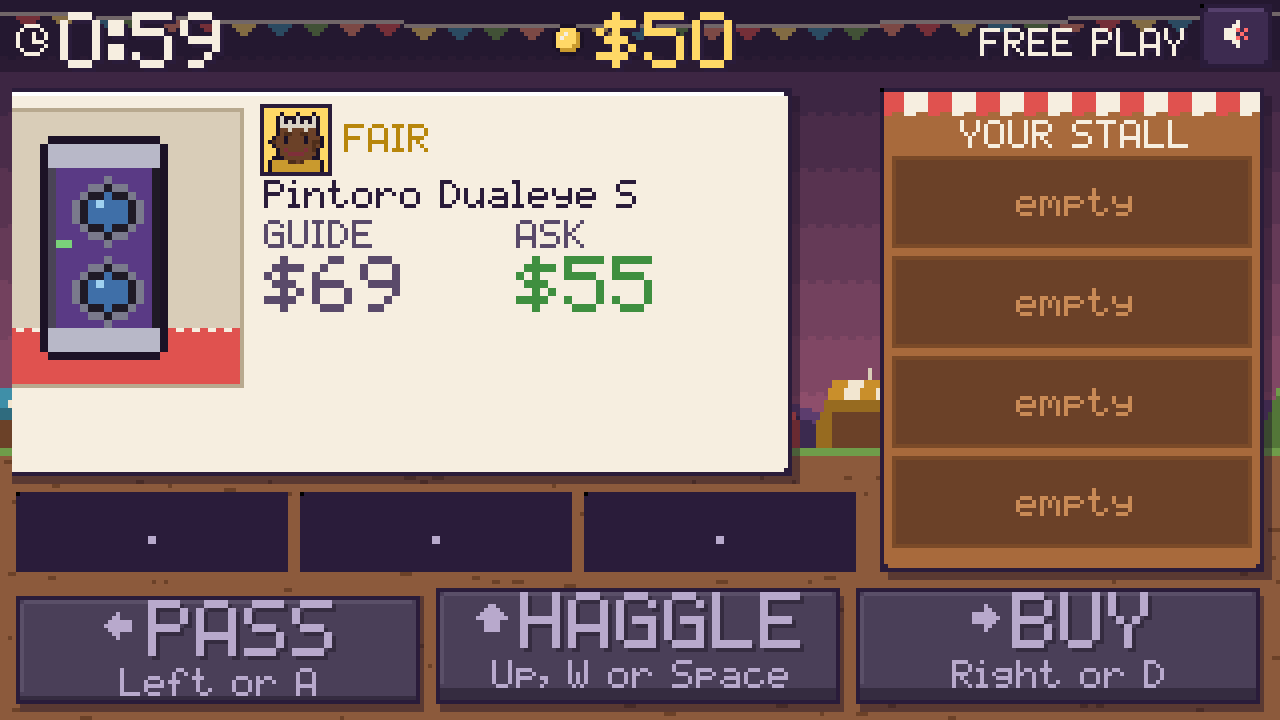 0:59
$50
FREE PLAY
FAIR
Pintoro Dualeye S
GUIDE ASK
$69 $55
YOUR STALL
empty
empty
empty
empty
PASS
Left or A
HAGGLE
Up, W or Space
BUY
Right or D